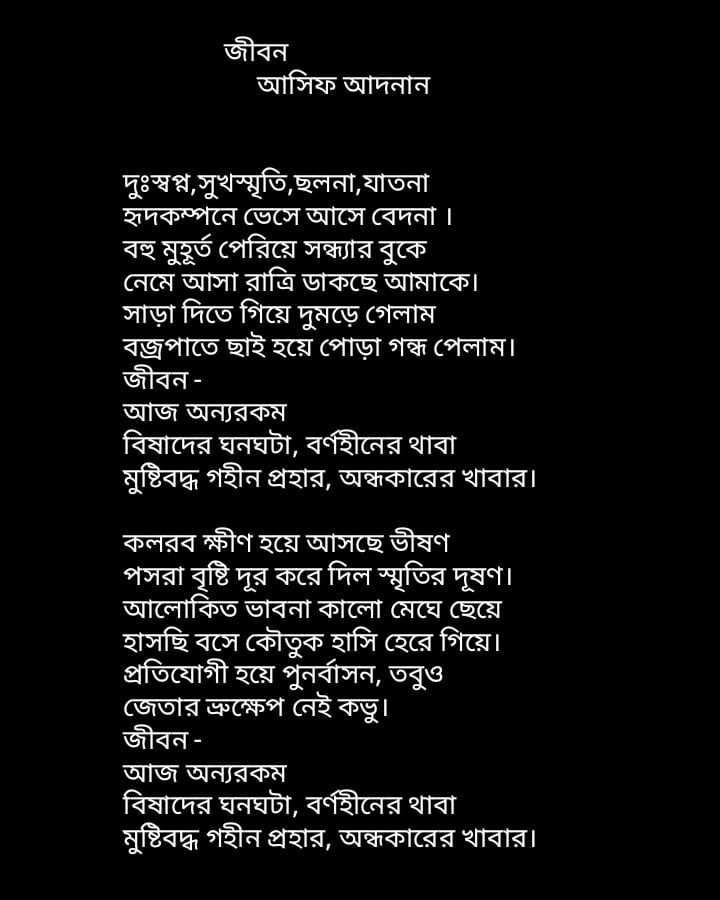 জীবন
আসিফ আদনান
দুঃস্বপ্ন,সুখস্মৃতি,ছলনা,যাতনা
হৃদকম্পনে ভেসে আসে বেদনা ।
বহু মুহূর্ত পেরিয়ে সন্ধ্যার বুকে
নেমে আসা রাত্রি ডাকছে আমাকে।
সাড়া দিতে গিয়ে দুমড়ে গেলাম
বজ্রপাতে ছাই হয়ে পোড়া গন্ধ পেলাম।
জীবন -
আজ অন্যরকম
বিষাদের ঘনঘটা, বর্ণহীনের থাবা
মুষ্টিবদ্ধ গহীন প্রহার, অন্ধকারের খাবার।
কলরব ক্ষীণ হয়ে আসছে ভীষণ
পসরা বৃষ্টি দূর করে দিল স্মৃতির দূষণ।
আলোকিত ভাবনা কালো মেঘে ছেয়ে
হাসছি বসে কৌতুক হাসি হেরে গিয়ে।
প্রতিযোগী হয়ে পুনর্বাসন, তবুও
জেতার ভ্রুক্ষেপ নেই কভু।
জীবন -
আজ অন্যরকম
বিষাদের ঘনঘটা, বর্ণহীনের থাবা
মুষ্টিবদ্ধ গহীন প্রহার, অন্ধকারের খাবার।